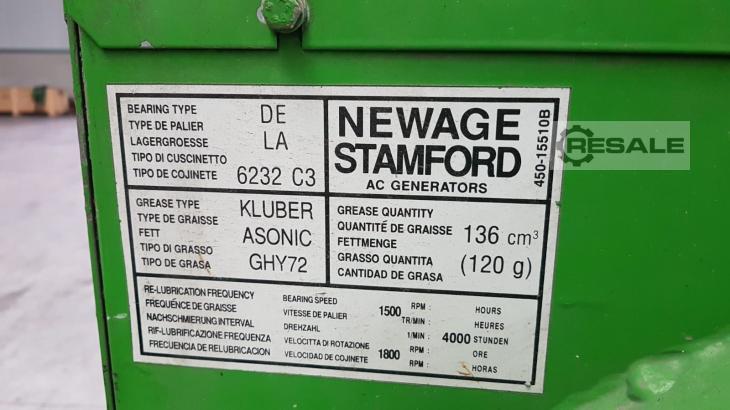 BEARING TYPE
TYPE DE PALIER
LAGERGROESSE
TIPO DI CUSCINETTO
TIPO DE COJINETE
DE
LA
6232 C3
NEWAGE
STAMFORD
AC GENERATORS
450-15510B
RESALE
GREASE TYPE
TYPE DE GRAISSE
FETT
TIPO DI GRASSO
TIPO DE GRASA
KLUBER
ASONIC
GHY72
GREASE QUANTITY
QUANTITÉ DE GRAISSE
FETTMENGE
GRASSO QUANTITA
CANTIDAD DE GRASA
136 cm³
(120 g)
RE-LUBRICATION FREQUENCY
FREQUÉNCE DE GRAISSE
NACHSCHMIERUNG INTERVAL
RIF-LUBRIFICAZIONE FREQUENZA
FRECUENCIA DE RELUBRICACION
BEARING SPEED
VITESSE DE PALIER
DREHZAHL
VELOCITTA DI ROTAZIONE
VELOCIDAD DE COJINETE
1500
1800
RPM :
TR/MIN :
1/MIN :
RPM :
RPM :
4000
HOURS
HEURES
STUNDEN
ORE
HORAS